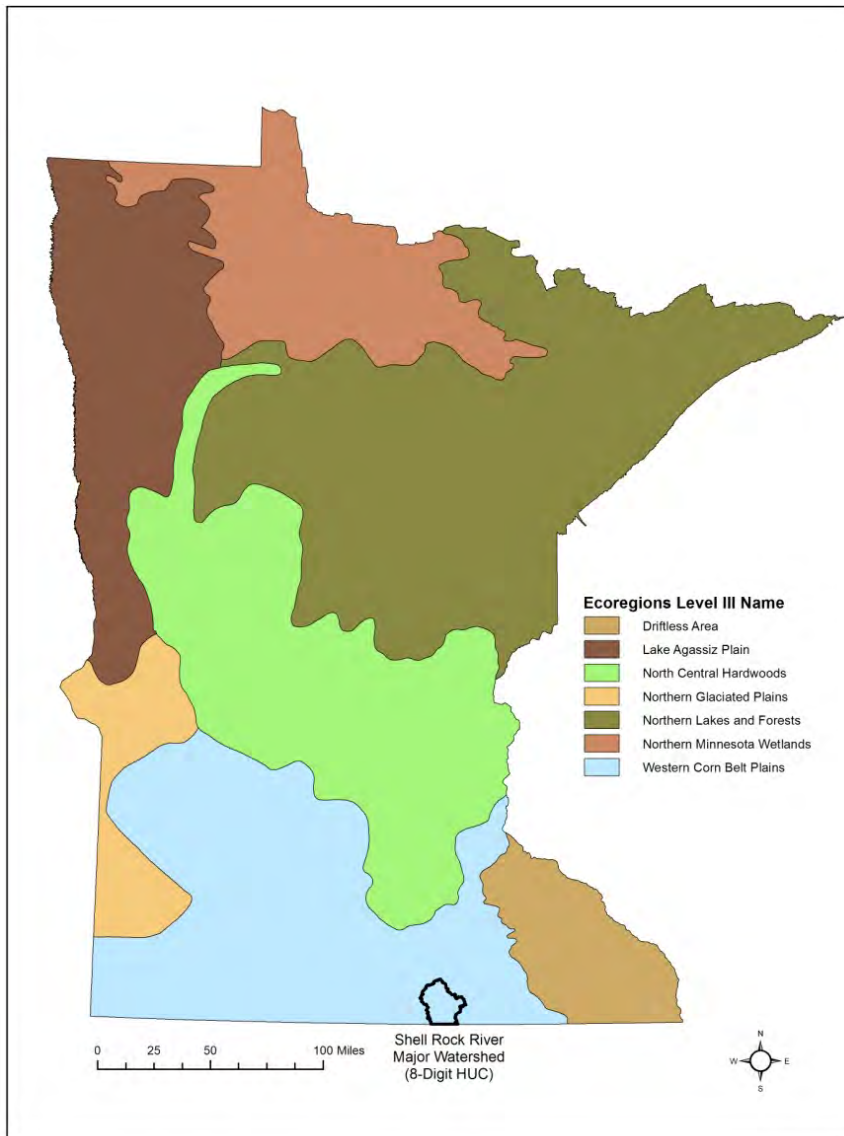 Ecoregions Level III Name
Driftless Area
Lake Agassiz Plain
North Central Hardwoods
Northern Glaciated Plains
Northern Lakes and Forests
Northern Minnesota Wetlands
Western Corn Belt Plains
Shell Rock River
Major Watershed
(8-Digit HUC)
0 25 50 100 Miles
N
W E
S